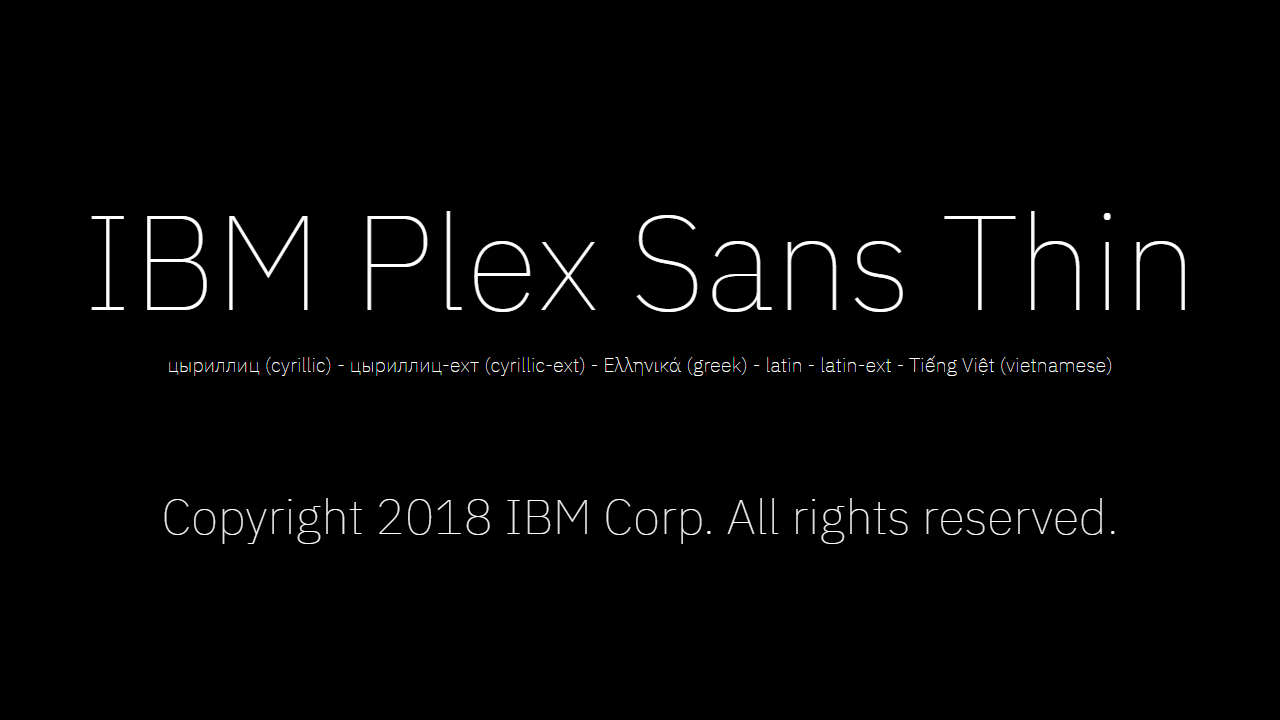 IBM Plex Sans Thin
цыриллиц (cyrillic) - цыриллиц-ехт (cyrillic-ext) - Ελληνικά (greek) - latin - latin-ext - Tiếng Việt (vietnamese)
Copyright 2018 IBM Corp. All rights reserved.